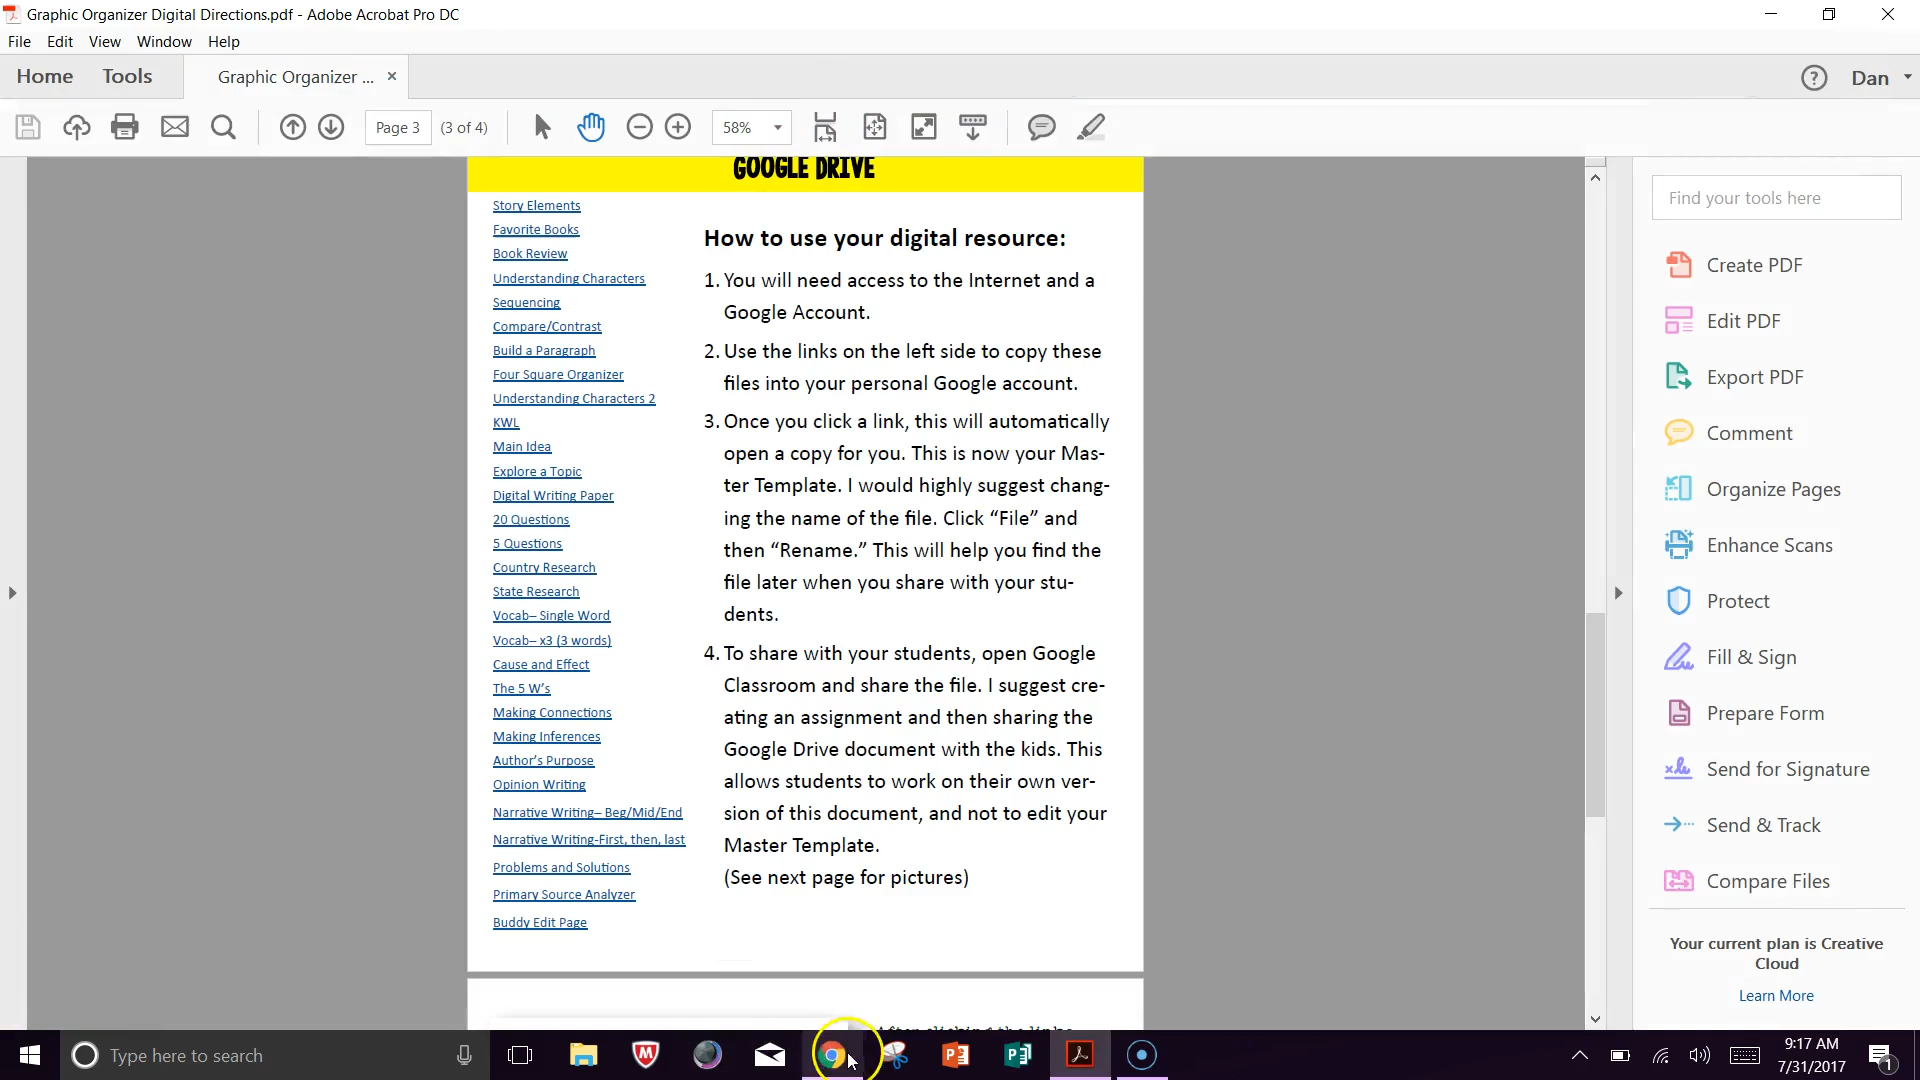 Graphic Organizer Digital Directions.pdf - Adobe Acrobat Pro DC
File Edit View Window Help
Home Tools Graphic Organizer ... × Dan
Page 3 (3 of 4) 58%
GOOGLE DRIVE
Story Elements
Favorite Books
Book Review
Understanding Characters
Sequencing
Compare/Contrast
Build a Paragraph
Four Square Organizer
Understanding Characters 2
KWL
Main Idea
Explore a Topic
Digital Writing Paper
20 Questions
5 Questions
Country Research
State Research
Vocab– Single Word
Vocab– x3 (3 words)
Cause and Effect
The 5 W's
Making Connections
Making Inferences
Author's Purpose
Opinion Writing
Narrative Writing– Beg/Mid/End
Narrative Writing-First, then, last
Problems and Solutions
Primary Source Analyzer
Buddy Edit Page
How to use your digital resource:
1. You will need access to the Internet and a
Google Account.
2. Use the links on the left side to copy these
files into your personal Google account.
3. Once you click a link, this will automatically
open a copy for you. This is now your Mas-
ter Template. I would highly suggest chang-
ing the name of the file. Click “File” and
then “Rename.” This will help you find the
file later when you share with your stu-
dents.
4. To share with your students, open Google
Classroom and share the file. I suggest cre-
ating an assignment and then sharing the
Google Drive document with the kids. This
allows students to work on their own ver-
sion of this document, and not to edit your
Master Template.
(See next page for pictures)
After clicking the links
Find your tools here
Create PDF
Edit PDF
Export PDF
Comment
Organize Pages
Enhance Scans
Protect
Fill & Sign
Prepare Form
Send for Signature
Send & Track
Compare Files
Your current plan is Creative
Cloud
Learn More
Type here to search
9:17 AM
7/31/2017
1